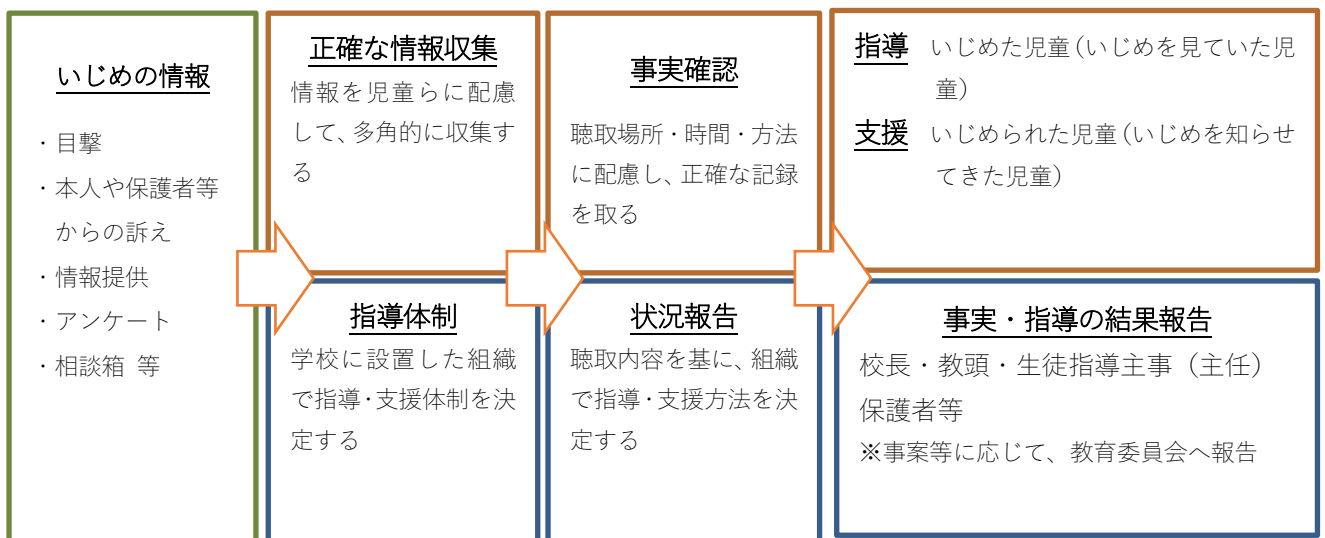 いじめの情報
・目撃
・本人や保護者等
からの訴え
・情報提供
・アンケート
・相談箱 等
正確な情報収集
情報を児童らに配慮
して、多角的に収集す
る
指導体制
学校に設置した組織
で指導・支援体制を決
定する
事実確認
聴取場所・時間・方法
に配慮し、正確な記録
を取る
状況報告
聴取内容を基に、組織
で指導・支援方法を決
定する
指導 いじめた児童(いじめを見ていた児
童)
支援 いじめられた児童(いじめを知らせ
てきた児童)
事実・指導の結果報告
校長・教頭・生徒指導主事（主任）
保護者等
※事案等に応じて、教育委員会へ報告